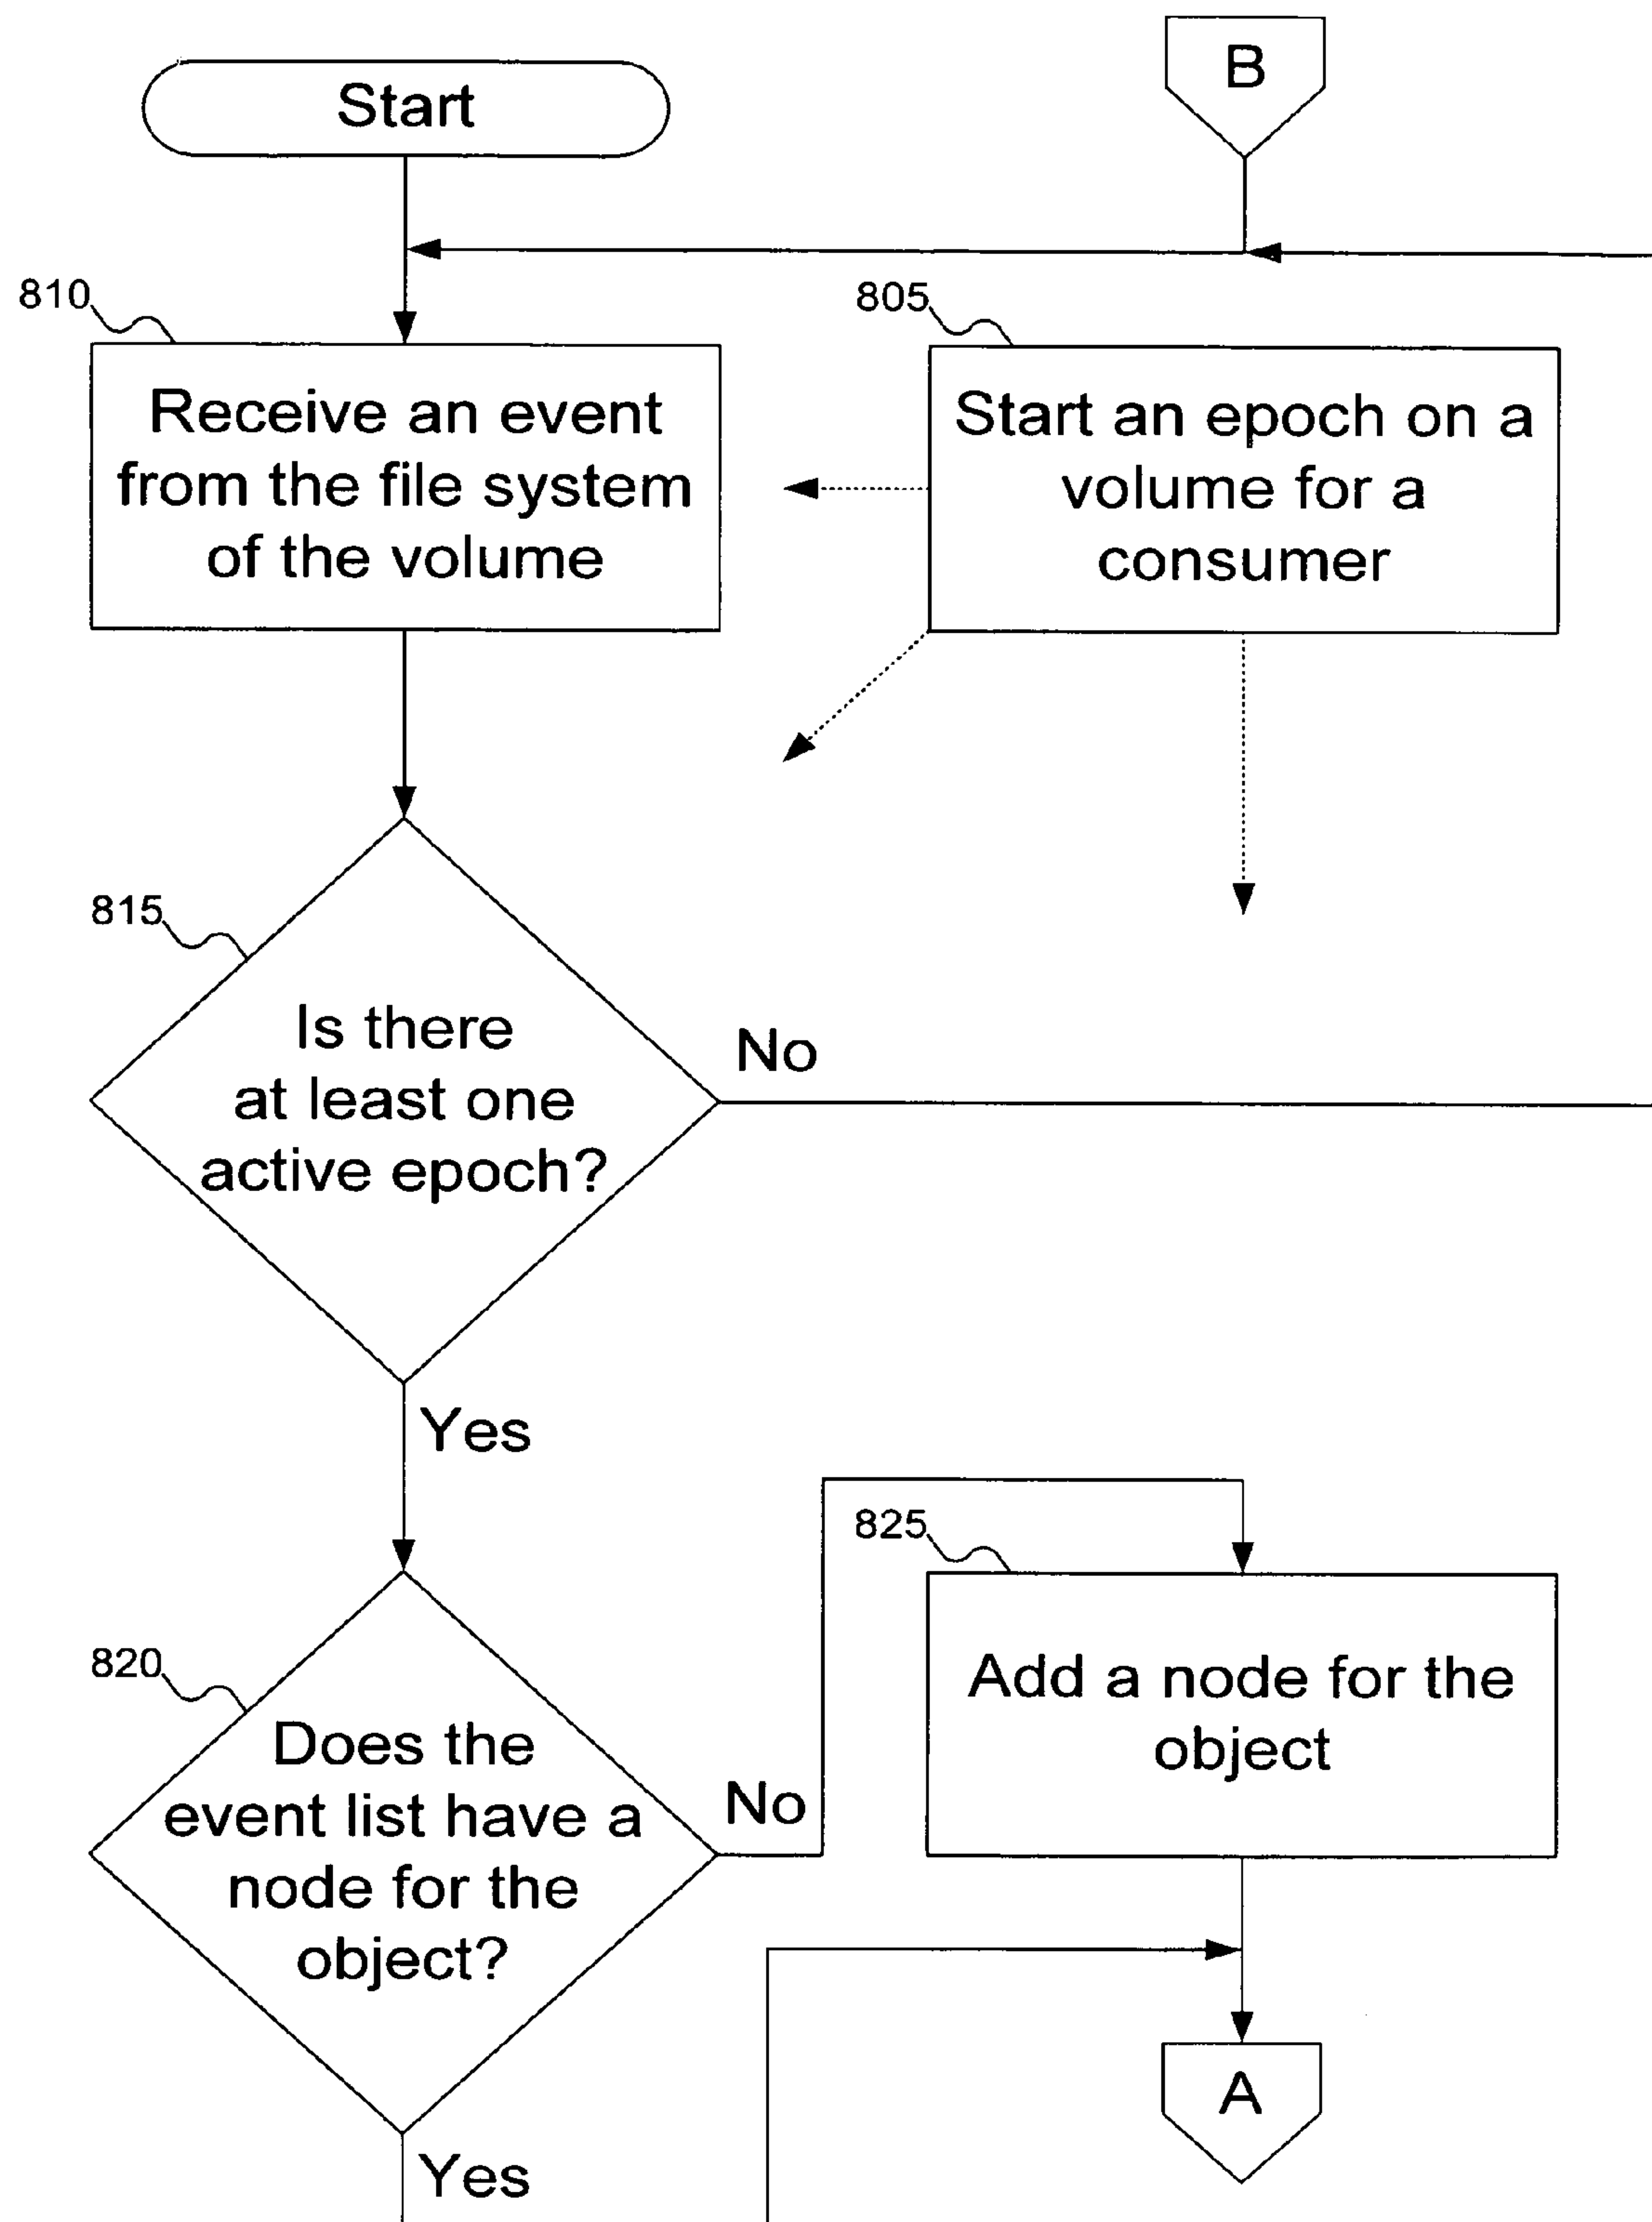 Start
B
810
Receive an event
from the file system
of the volume
805
Start an epoch on a
volume for a
consumer
815
Is there
at least one
active epoch?
No
Yes
820
Does the
event list have a
node for the
object?
No
825
Add a node for the
object
A
Yes